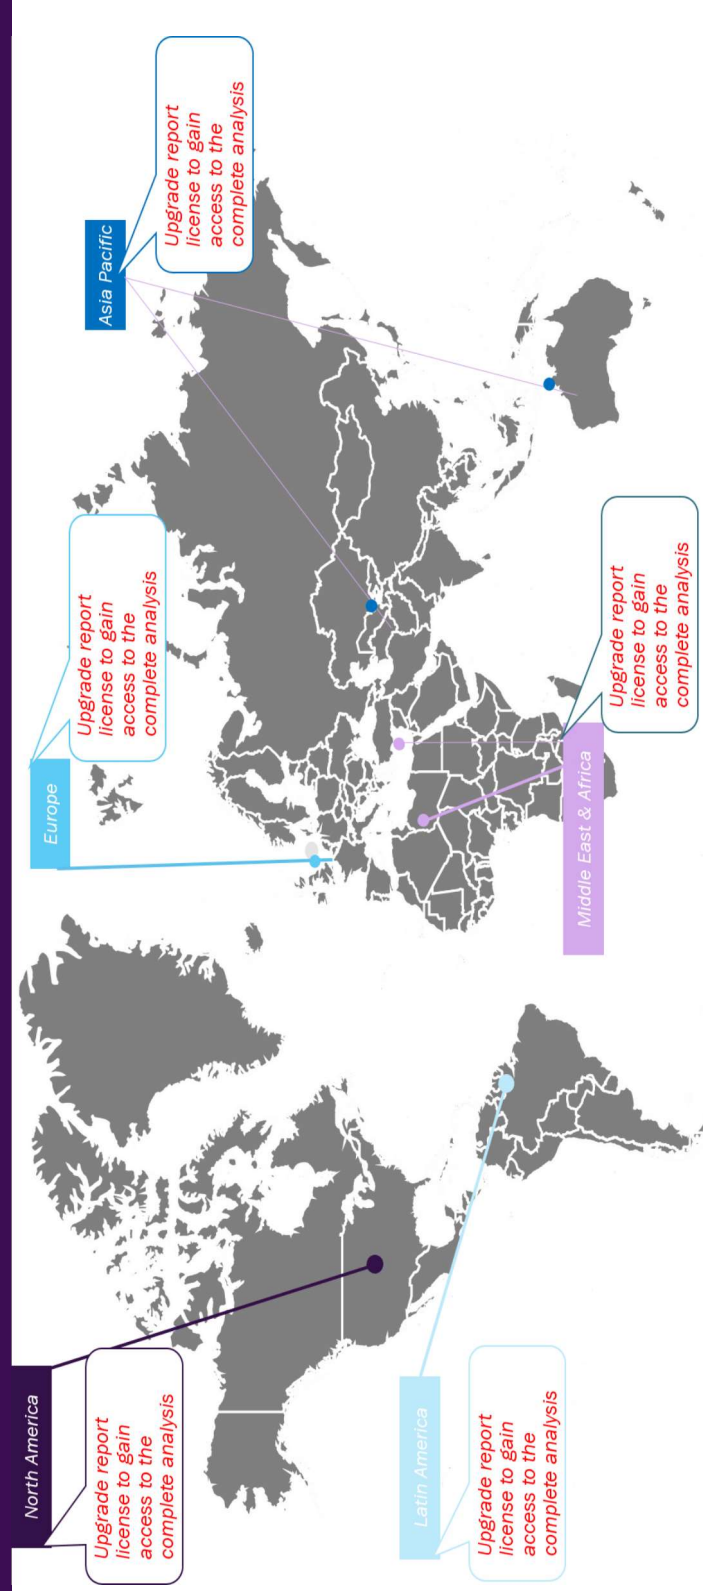 North America
Upgrade report
license to gain
access to the
complete analysis
Europe
Upgrade report
license to gain
access to the
complete analysis
Asia Pacific
Upgrade report
license to gain
access to the
complete analysis
Latin America
Upgrade report
license to gain
access to the
complete analysis
Middle East & Africa
Upgrade report
license to gain
access to the
complete analysis